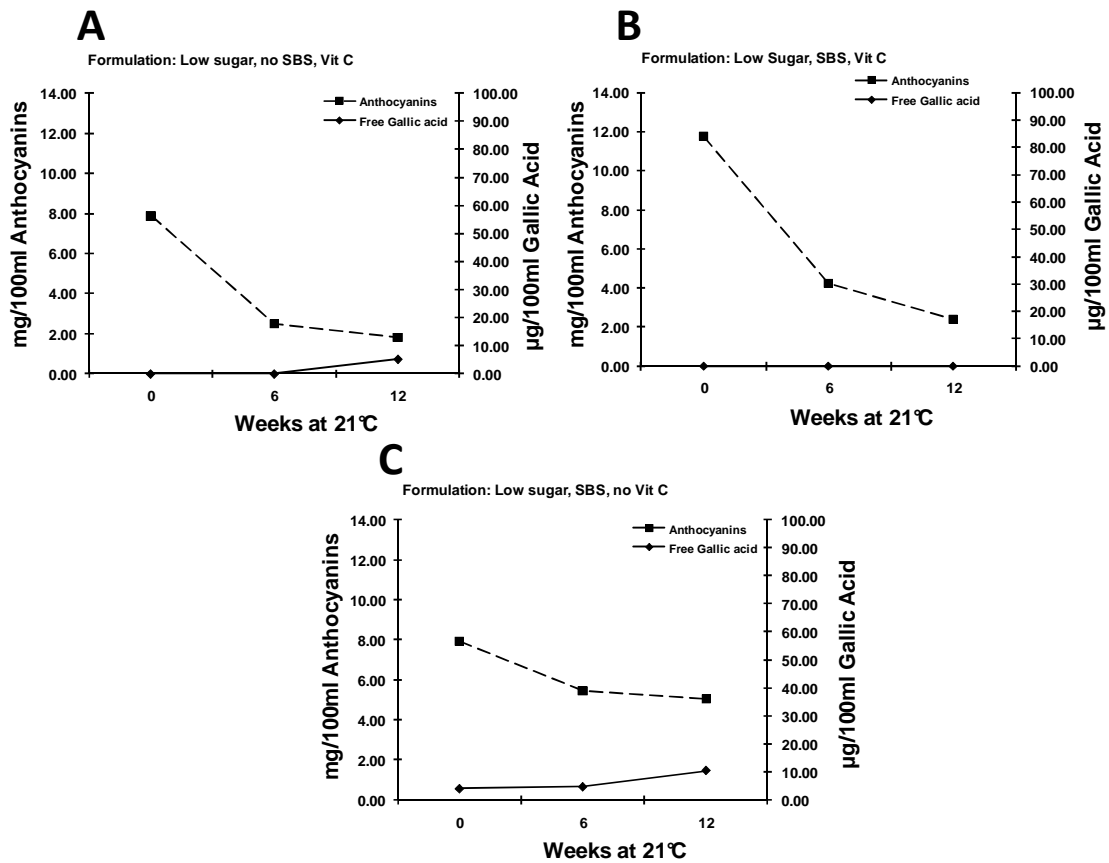 A
Formulation: Low sugar, no SBS, Vit C
mg/100ml Anthocyanins
14.00
12.00
10.00
8.00
6.00
4.00
2.00
0.00
Anthocyanins
Free Gallic acid
100.00
90.00
80.00
70.00
60.00
50.00
40.00
30.00
20.00
10.00
0.00
µg/100ml Gallic Acid
0 6 12
Weeks at 21°C
B
Formulation: Low Sugar, SBS, Vit C
mg/100ml Anthocyanins
14.00
12.00
10.00
8.00
6.00
4.00
2.00
0.00
Anthocyanins
Free Gallic acid
100.00
90.00
80.00
70.00
60.00
50.00
40.00
30.00
20.00
10.00
0.00
µg/100ml Gallic Acid
0 6 12
Weeks at 21°C
C
Formulation: Low sugar, SBS, no Vit C
mg/100ml Anthocyanins
14.00
12.00
10.00
8.00
6.00
4.00
2.00
0.00
Anthocyanins
Free Gallic acid
100.00
90.00
80.00
70.00
60.00
50.00
40.00
30.00
20.00
10.00
0.00
µg/100ml Gallic Acid
0 6 12
Weeks at 21°C